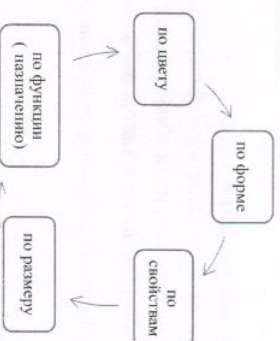 по цвету
по форме
по
свойствам
по размеру
по функции
( назначению)